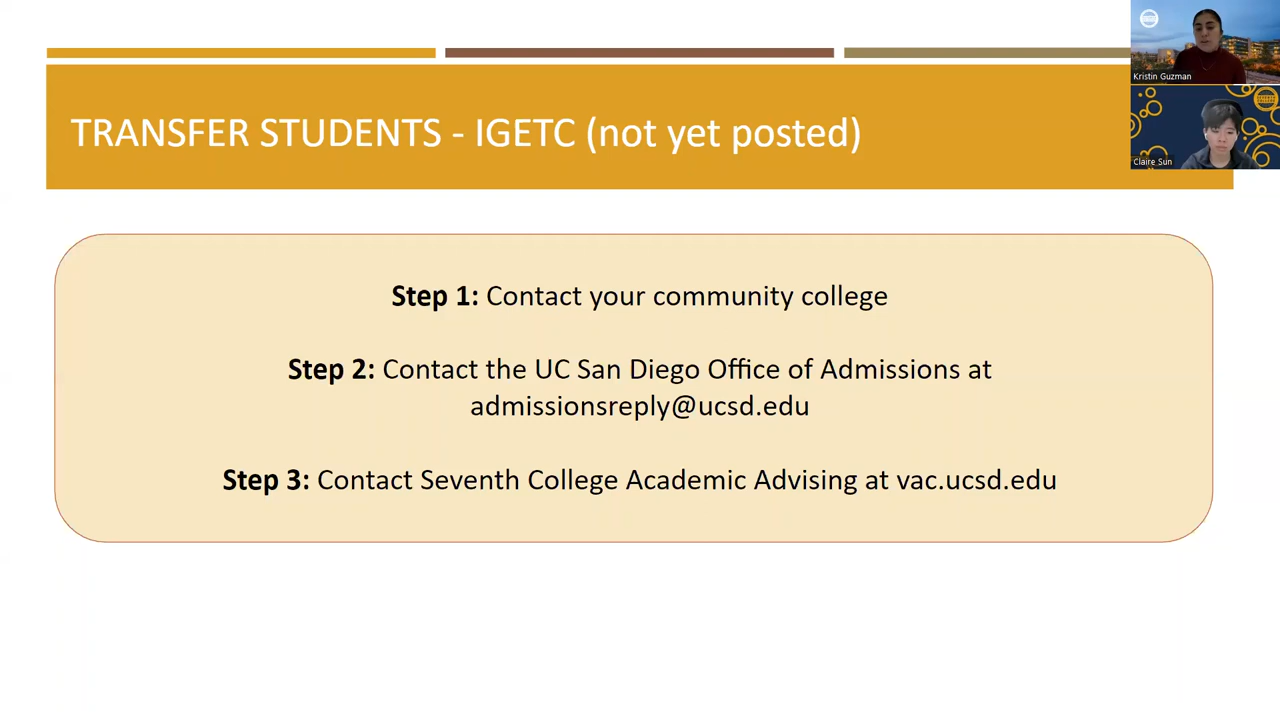 TRANSFER STUDENTS - IGETC (not yet posted)
Kristin Guzman
Claire Sun
Step 1: Contact your community college
Step 2: Contact the UC San Diego Office of Admissions at
admissionsreply@ucsd.edu
Step 3: Contact Seventh College Academic Advising at vac.ucsd.edu